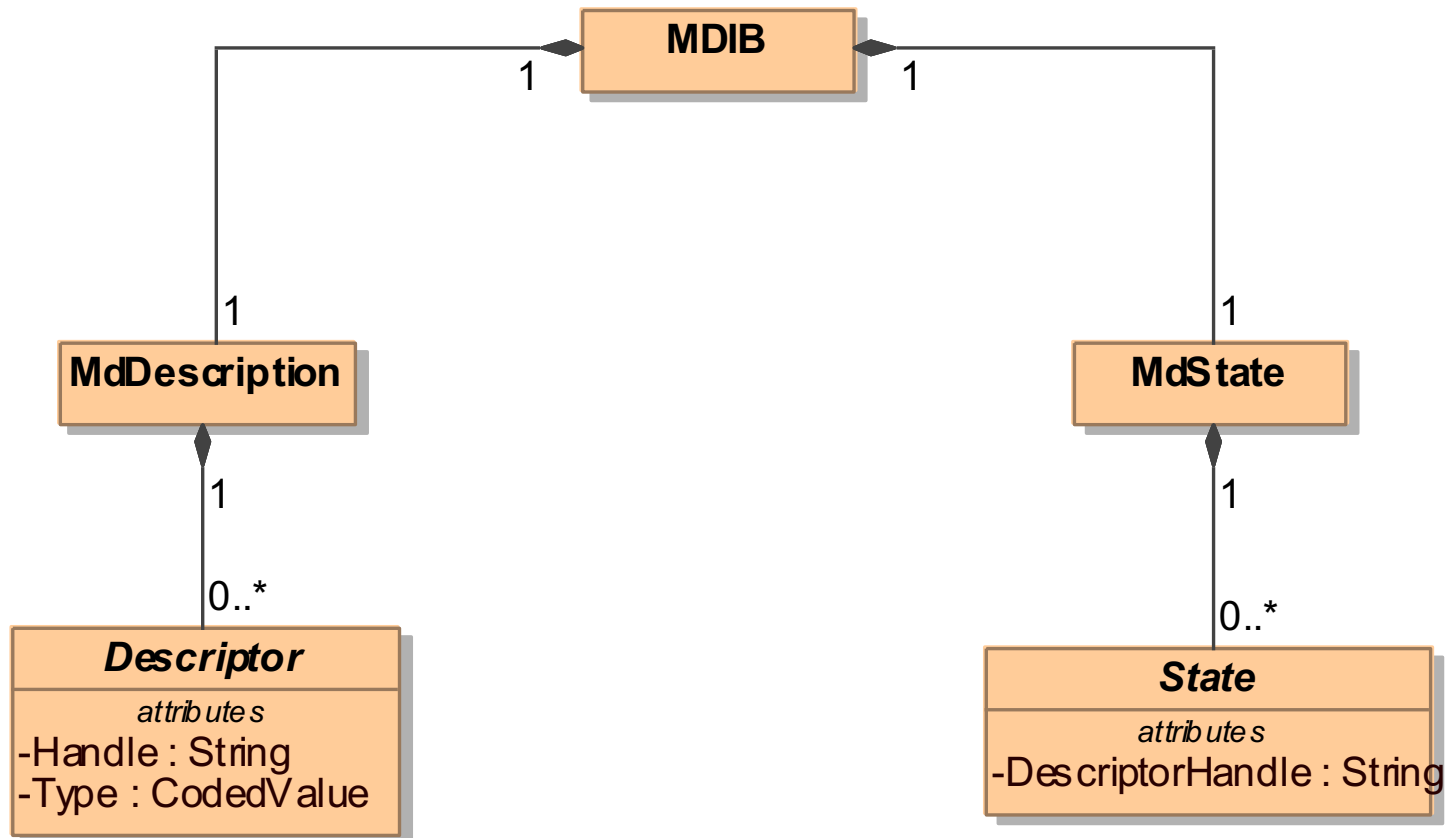 MDIB
1
1
1
1
MdDescription
MdState
1
1
0..*
0..*
Descriptor
attributes
-Handle : String
-Type : CodedValue
State
attributes
-DescriptorHandle : String